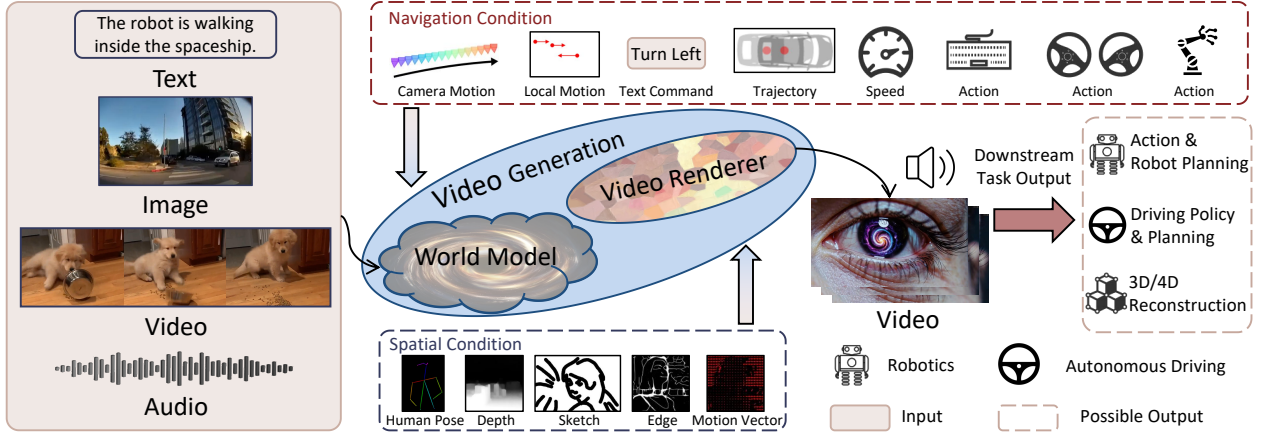 The robot is walking
inside the spaceship.
Text
Image
Video
Audio
Navigation Condition
Camera Motion
Local Motion
Turn Left
Text Command
Trajectory
Speed
Action
Action
Action
Video Generation
Video Renderer
World Model
Spatial Condition
Human Pose
Depth
Sketch
Edge
Motion Vector
Video
Downstream
Task Output
Action &
Robot Planning
Driving Policy
& Planning
3D/4D
Reconstruction
Robotics
Autonomous Driving
Input
Possible Output